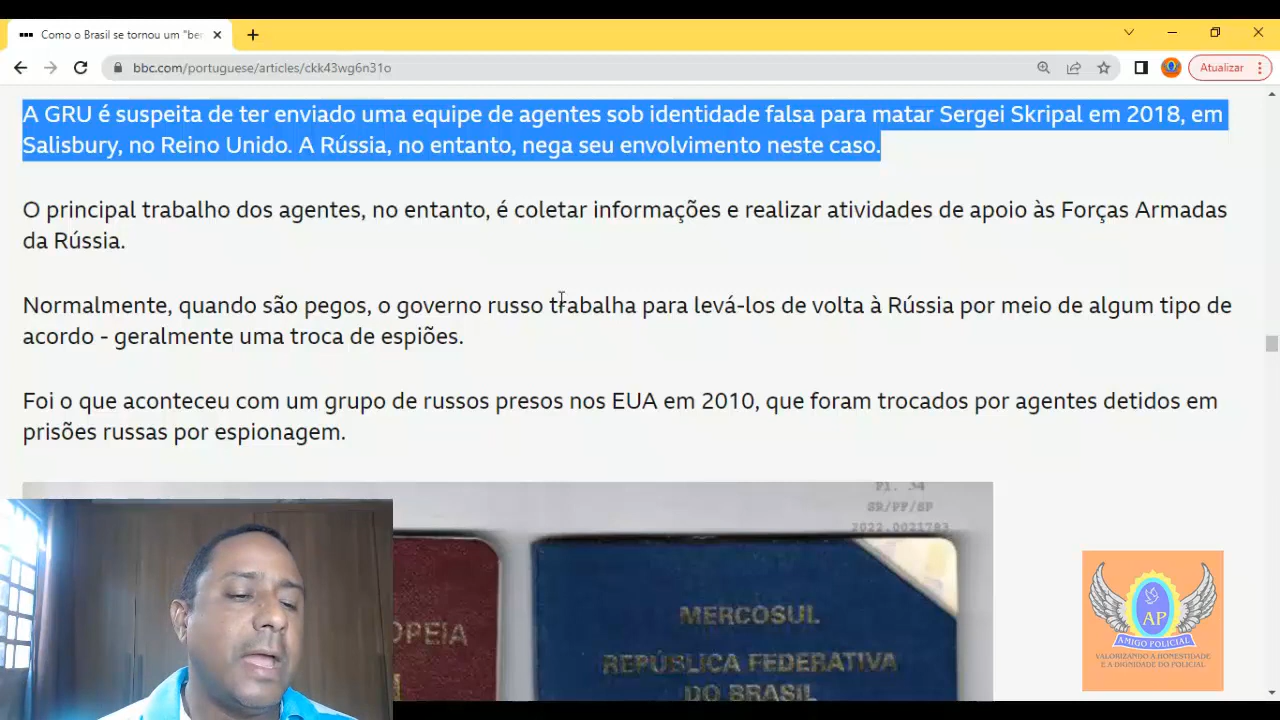 Como o Brasil se tornou um "ber
bbc.com/portuguese/articles/ckk43wg6n31o
Atualizar
A GRU é suspeita de ter enviado uma equipe de agentes sob identidade falsa para matar Sergei Skripal em 2018, em
Salisbury, no Reino Unido. A Rússia, no entanto, nega seu envolvimento neste caso.
O principal trabalho dos agentes, no entanto, é coletar informações e realizar atividades de apoio às Forças Armadas
da Rússia.
Normalmente, quando são pegos, o governo russo trabalha para levá-los de volta à Rússia por meio de algum tipo de
acordo - geralmente uma troca de espiões.
Foi o que aconteceu com um grupo de russos presos nos EUA em 2010, que foram trocados por agentes detidos em
prisões russas por espionagem.
Fl. 34
SR/PF/SP
2022.0021783
OPEIA
MERCOSUL
REPÚBLICA FEDERATIVA
DO BRASIL
AP
AMIGO POLICIAL
VALORIZANDO A HONESTIDADE
E A DIGNIDADE DO POLICIAL